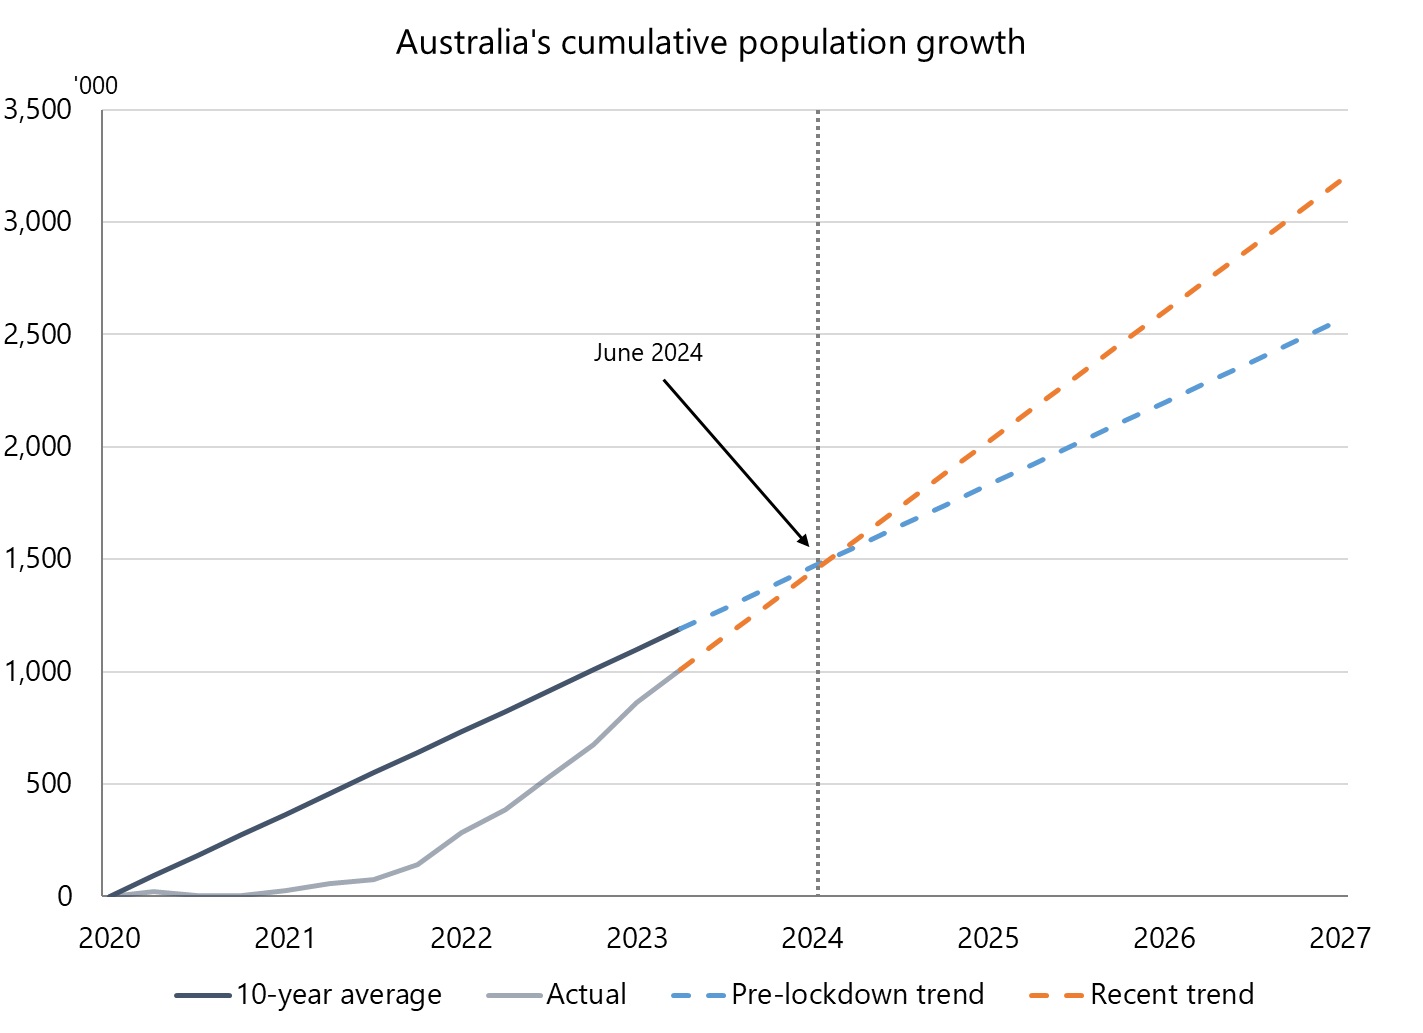 Australia's cumulative population growth
'000
3,500
3,000
2,500
2,000
1,500
1,000
500
0
June 2024
2020 2021 2022 2023 2024 2025 2026 2027
10-year average Actual Pre-lockdown trend Recent trend